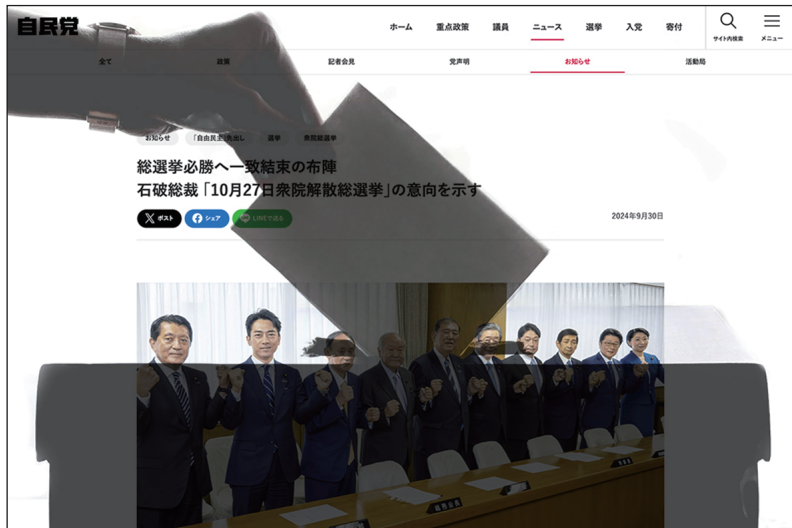 自民党
ホーム 重点政策 議員 ニュース 選挙 入党 寄付
サイト内検索 メニュー
全て 政策 記者会見 党声明 お知らせ 活動局
お知らせ 「自由民主」先出し 選挙 衆院総選挙
総選挙必勝へ一致結束の布陣
石破総裁「10月27日衆院解散総選挙」の意向を示す
ポスト シェア LINEで送る 2024年9月30日